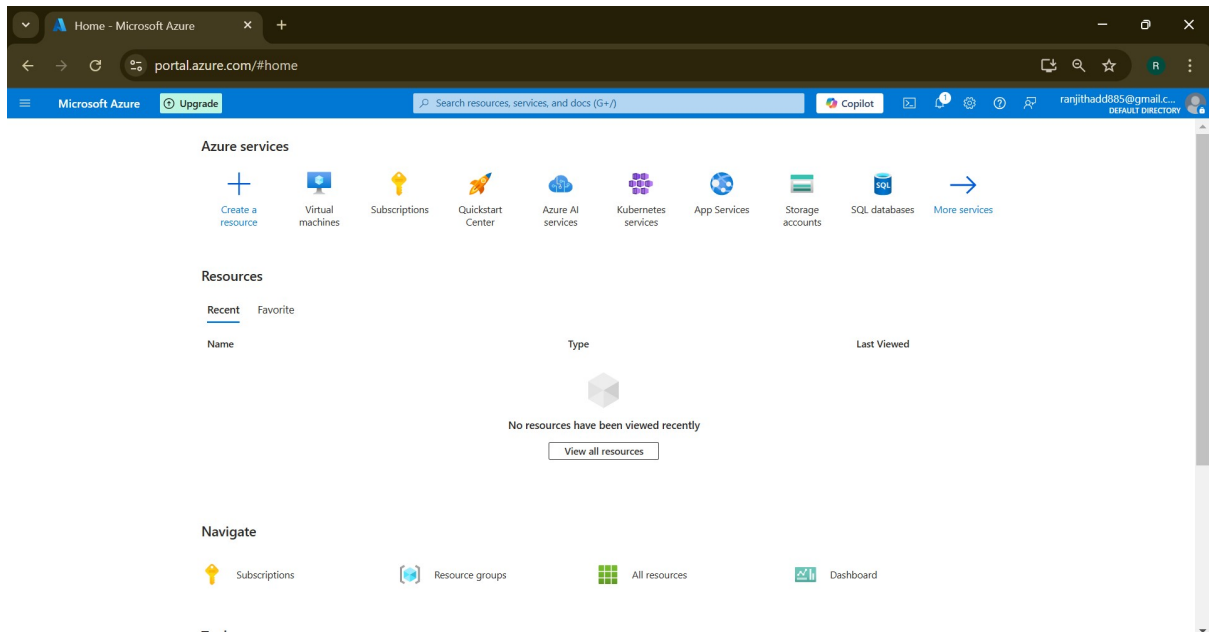 Home - Microsoft Azure
portal.azure.com/#home
R
Microsoft Azure
Upgrade
Search resources, services, and docs (G+/)
Copilot
1
ranjithadd885@gmail.c...
DEFAULT DIRECTORY
Azure services
Create a
resource
Virtual
machines
Subscriptions
Quickstart
Center
Azure AI
services
Kubernetes
services
App Services
Storage
accounts
SQL
SQL databases
More services
Resources
Recent Favorite
Name Type Last Viewed
No resources have been viewed recently
View all resources
Navigate
Subscriptions Resource groups All resources Dashboard